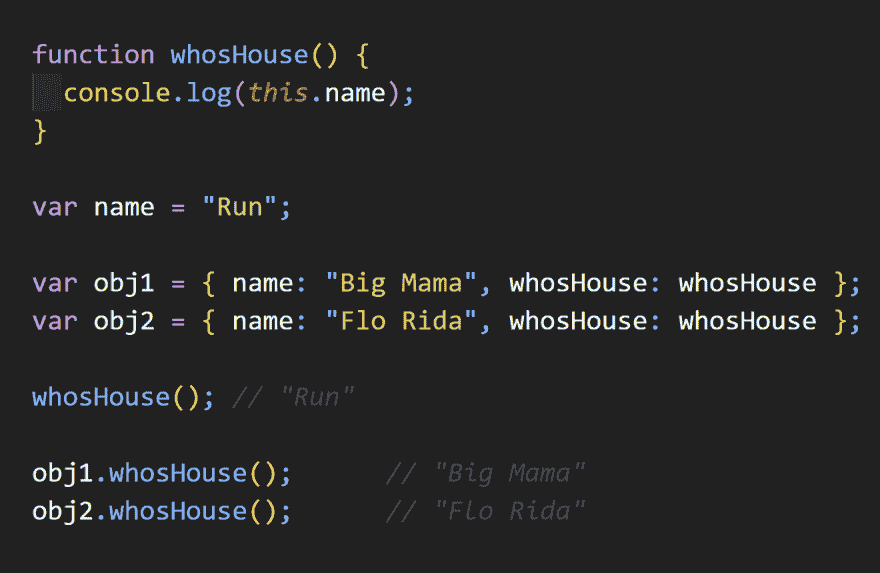 function whosHouse() {
  console.log(this.name);
}
var name = "Run";
var obj1 = { name: "Big Mama", whosHouse: whosHouse };
var obj2 = { name: "Flo Rida", whosHouse: whosHouse };
whosHouse(); // "Run"
obj1.whosHouse();      // "Big Mama"
obj2.whosHouse();      // "Flo Rida"